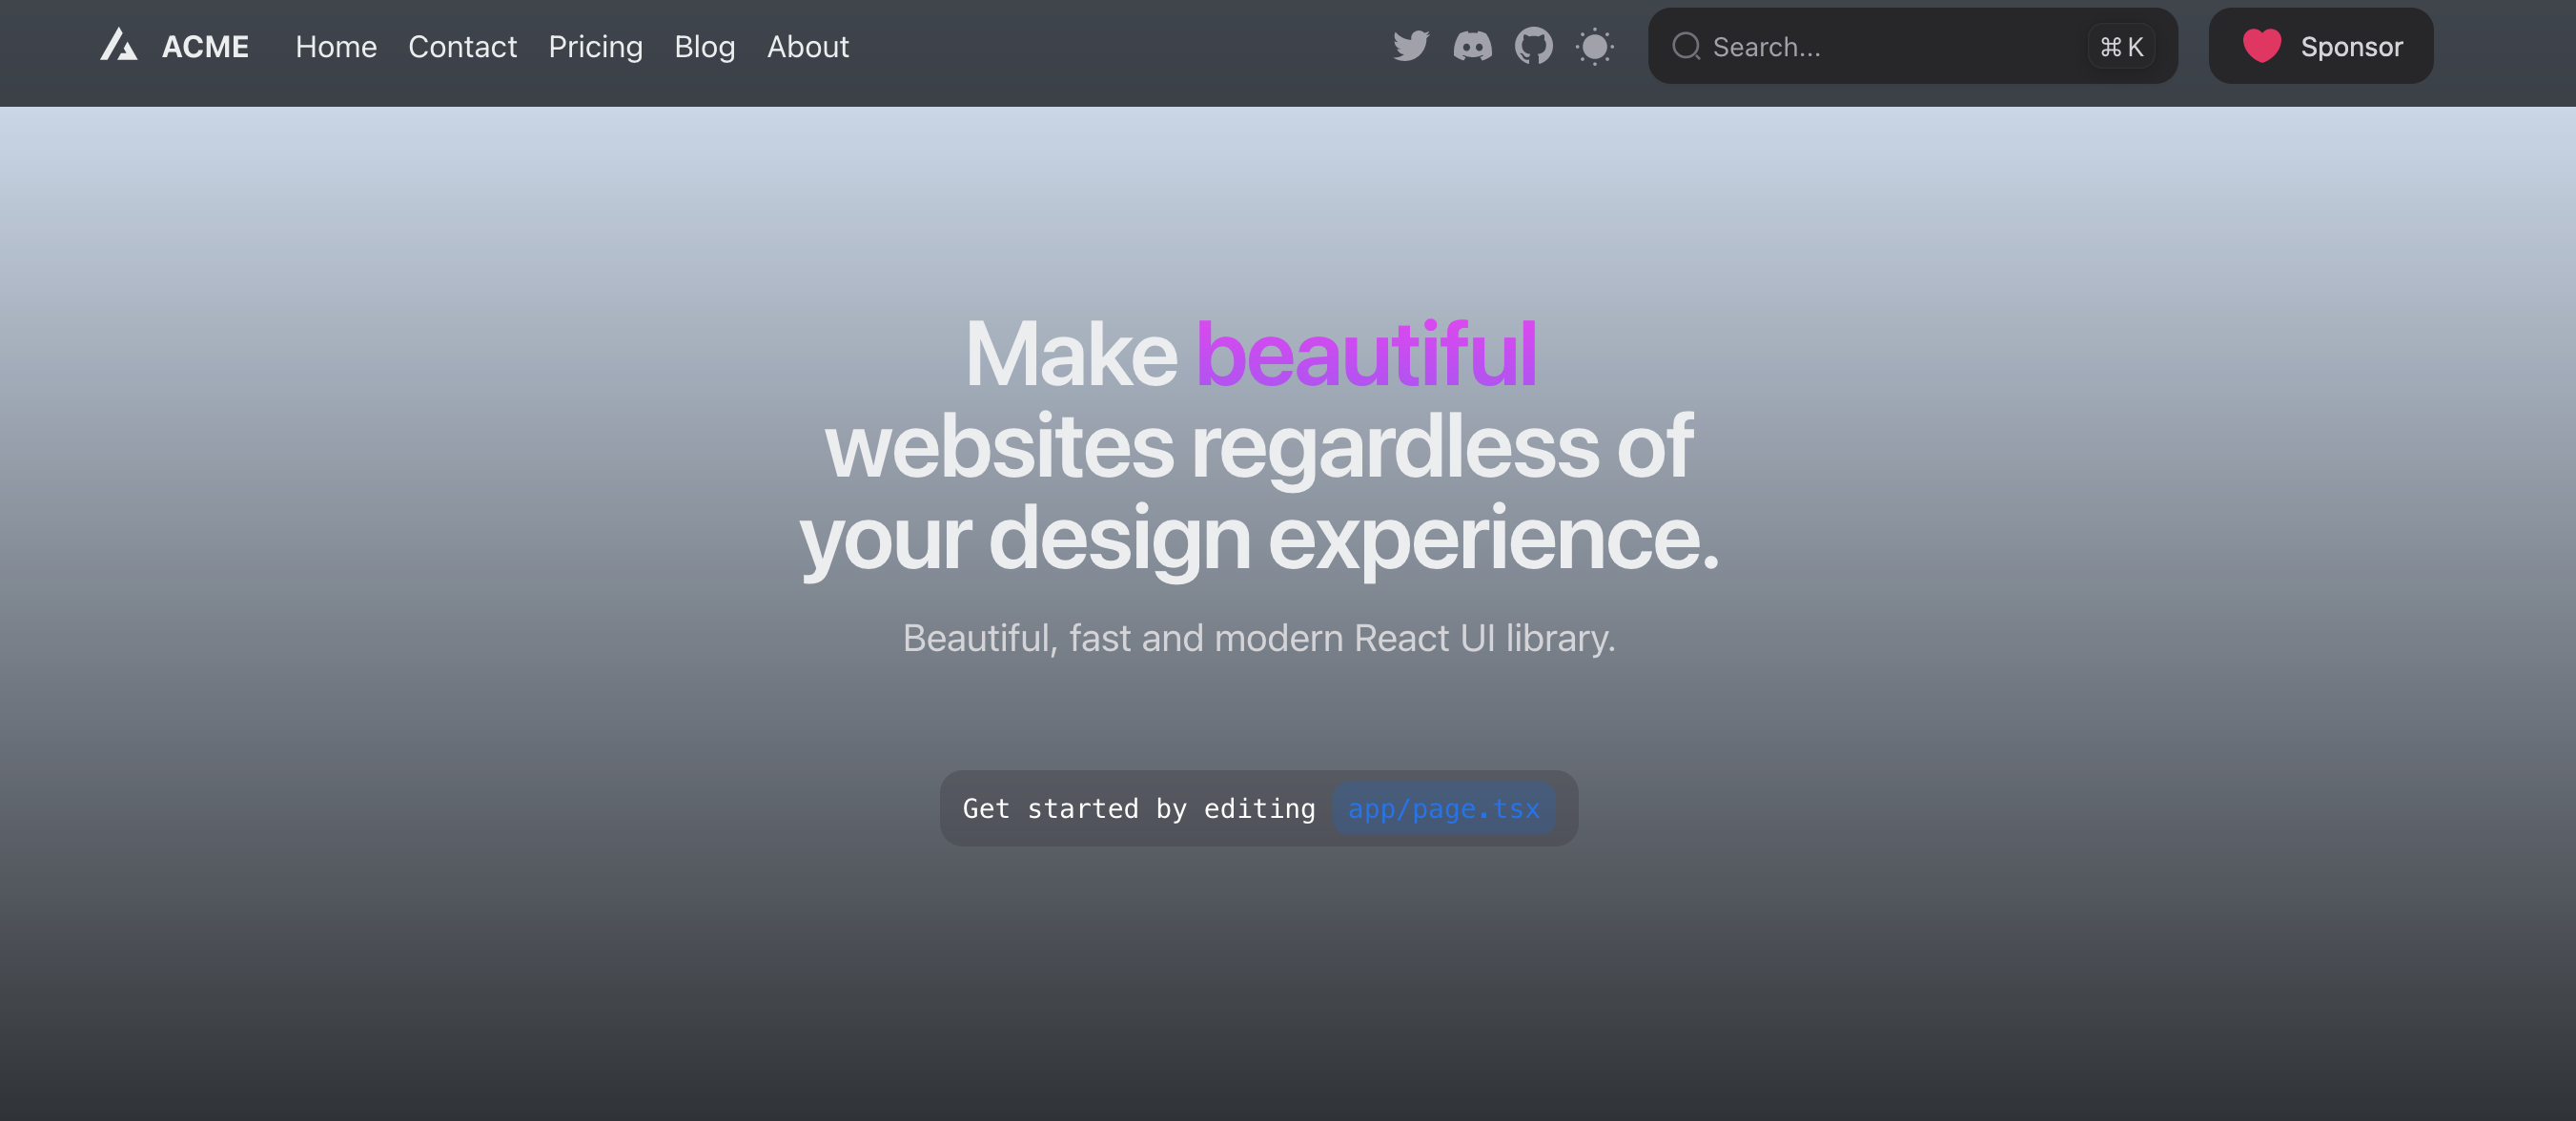 ACME Home Contact Pricing Blog About Search... ⌘ K Sponsor
Make beautiful
websites regardless of
your design experience.
Beautiful, fast and modern React UI library.
Get started by editing app/page.tsx